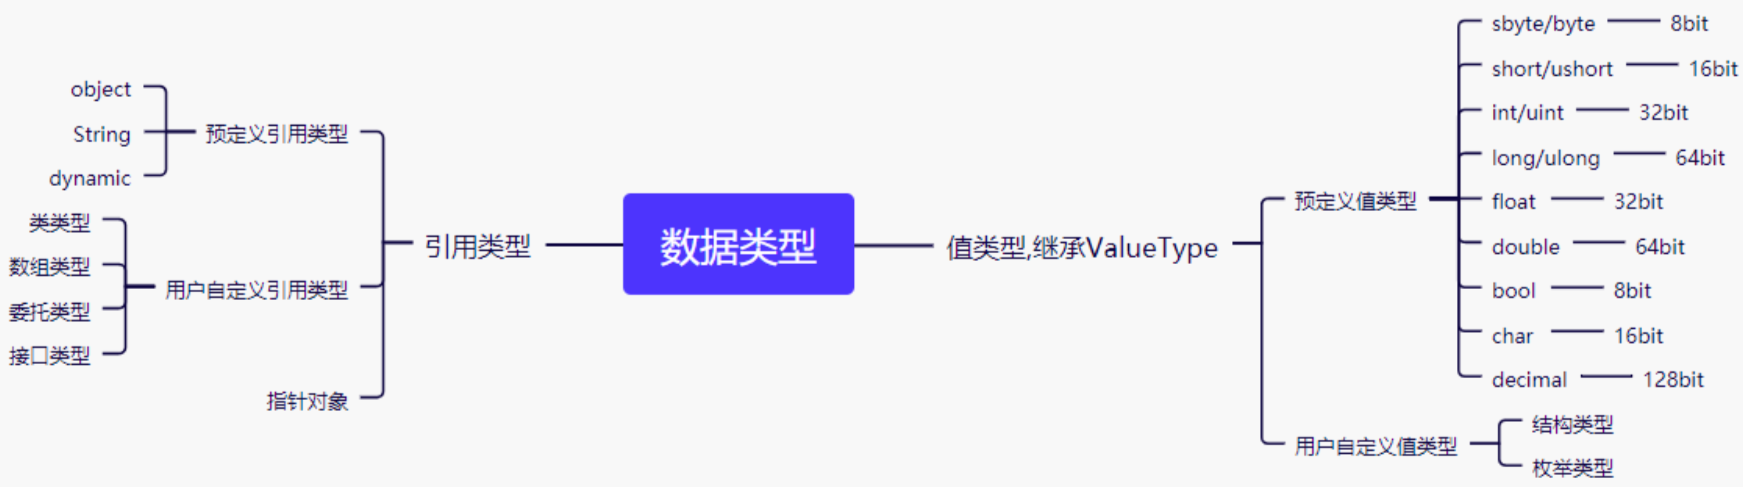 数据类型
引用类型
预定义引用类型
object
String
dynamic
用户自定义引用类型
类类型
数组类型
委托类型
接口类型
指针对象
值类型,继承ValueType
预定义值类型
sbyte/byte 8bit
short/ushort 16bit
int/uint 32bit
long/ulong 64bit
float 32bit
double 64bit
bool 8bit
char 16bit
decimal 128bit
用户自定义值类型
结构类型
枚举类型